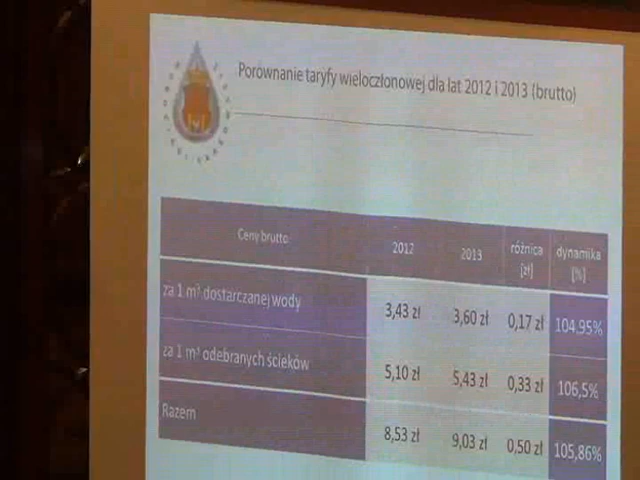 Porównanie taryfy wieloczłonowej dla lat 2012 i 2013 (brutto)
Ceny brutto 2012 2013 różnica [zł] dynamika [%]
za 1 m³ dostarczanej wody 3,43 zł 3,60 zł 0,17 zł 104,95%
za 1 m³ odebranych ścieków 5,10 zł 5,43 zł 0,33 zł 106,5%
Razem 8,53 zł 9,03 zł 0,50 zł 105,86%